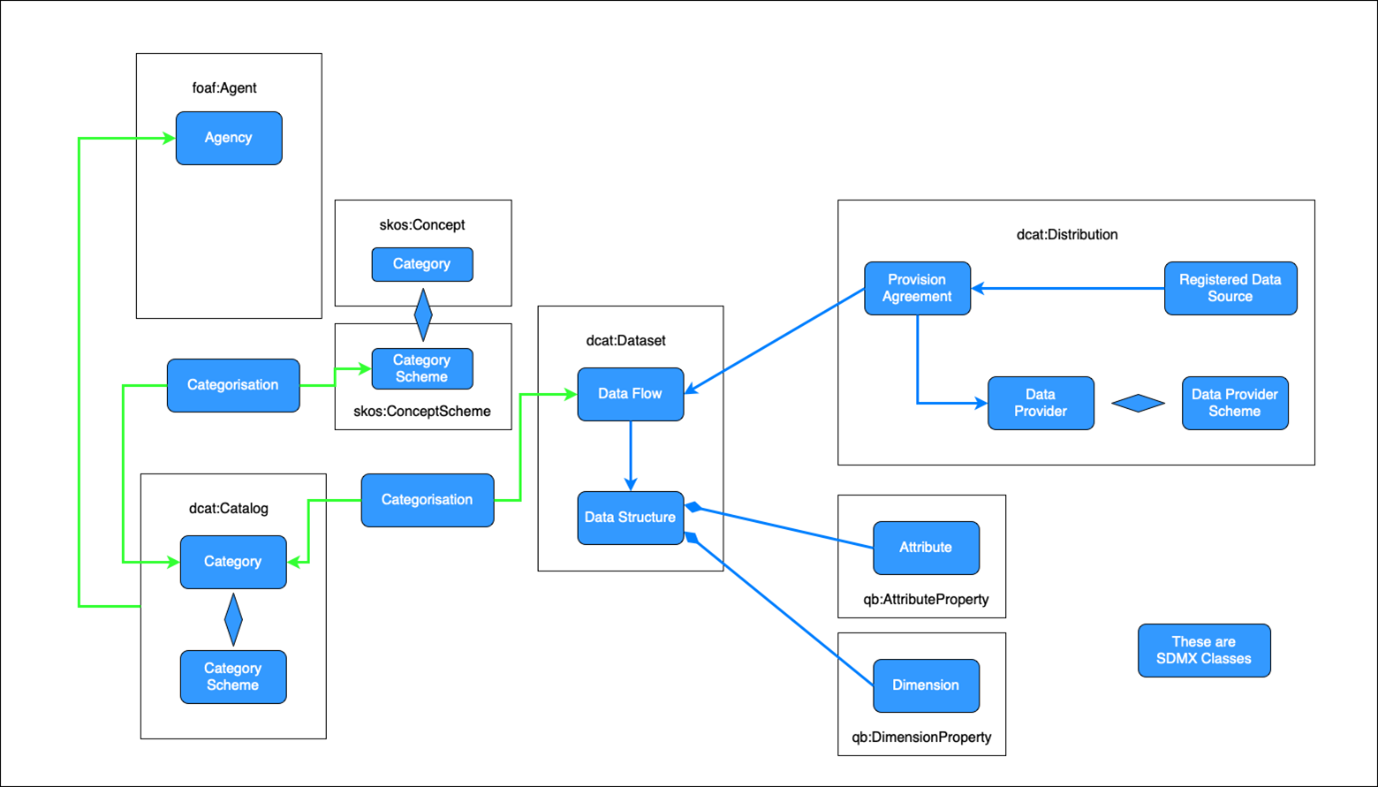 foaf:Agent
Agency
skos:Concept
Category
Category
Scheme
skos:ConceptScheme
Categorisation
dcat:Catalog
Category
Category
Scheme
Categorisation
dcat:Dataset
Data Flow
Data Structure
dcat:Distribution
Provision
Agreement
Registered Data
Source
Data
Provider
Data Provider
Scheme
Attribute
qb:AttributeProperty
Dimension
qb:DimensionProperty
These are
SDMX Classes